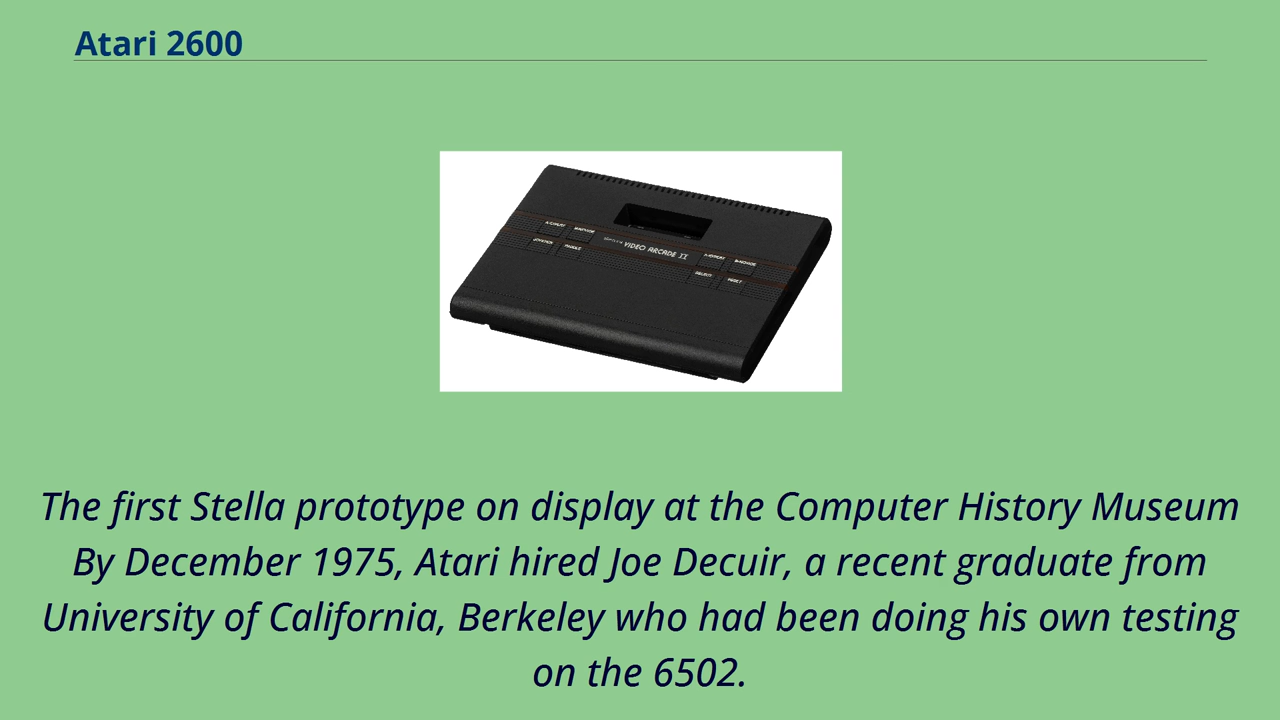 Atari 2600
VIDEO ARCADE II
SELECT
RESET
The first Stella prototype on display at the Computer History Museum
By December 1975, Atari hired Joe Decuir, a recent graduate from
University of California, Berkeley who had been doing his own testing
on the 6502.